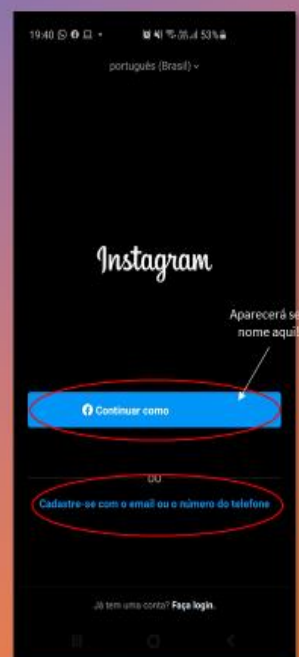 19:40
53%
português (Brasil)
Instagram
Aparecerá se
nome aqui!
Continuar como
OU
Cadastre-se com o email ou o número do telefone
Já tem uma conta? Faça login.